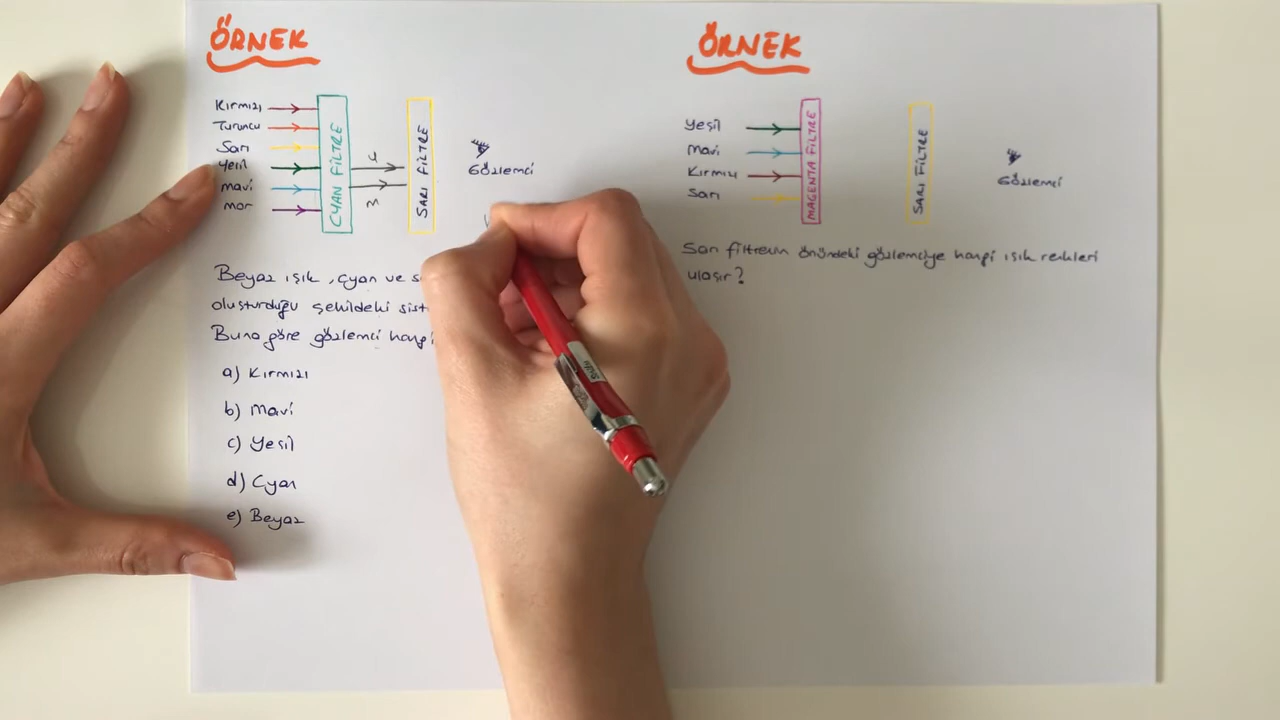 ÖRNEK
Kırmızı
Turuncu
Sarı
Yeşil
mavi
mor
CYAN FİLTRE
M
SARI FİLTRE
Gözlemci
Beyaz ışık, cyan ve s
oluşturduğu şekildeki sist
Buna göre gözlemci hangi
a) Kırmızı
b) Mavi
c) Yeşil
d) Cyan
e) Beyaz
ÖRNEK
Yeşil
Mavi
Kırmızı
Sarı
MAGENTA FİLTRE
SARI FİLTRE
Gözlemci
Sarı filtrenin önündeki gözlemciye hangi ışık renkleri
ulaşır?